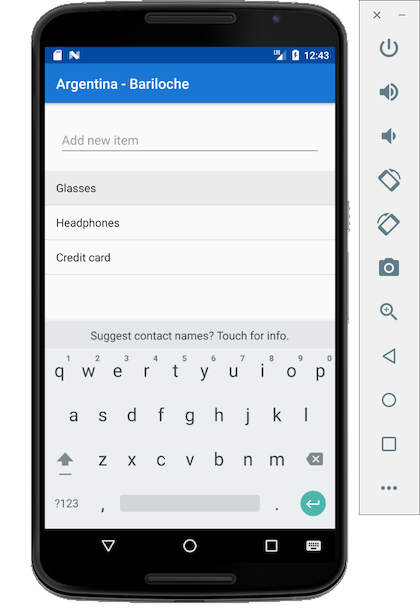 LTE 12:43
Argentina - Bariloche
Add new item
Glasses
Headphones
Credit card
Suggest contact names? Touch for info.
1 2 3 4 5 6 7 8 9 0
q w e r t y u i o p
a s d f g h j k l
z x c v b n m
?123 , .